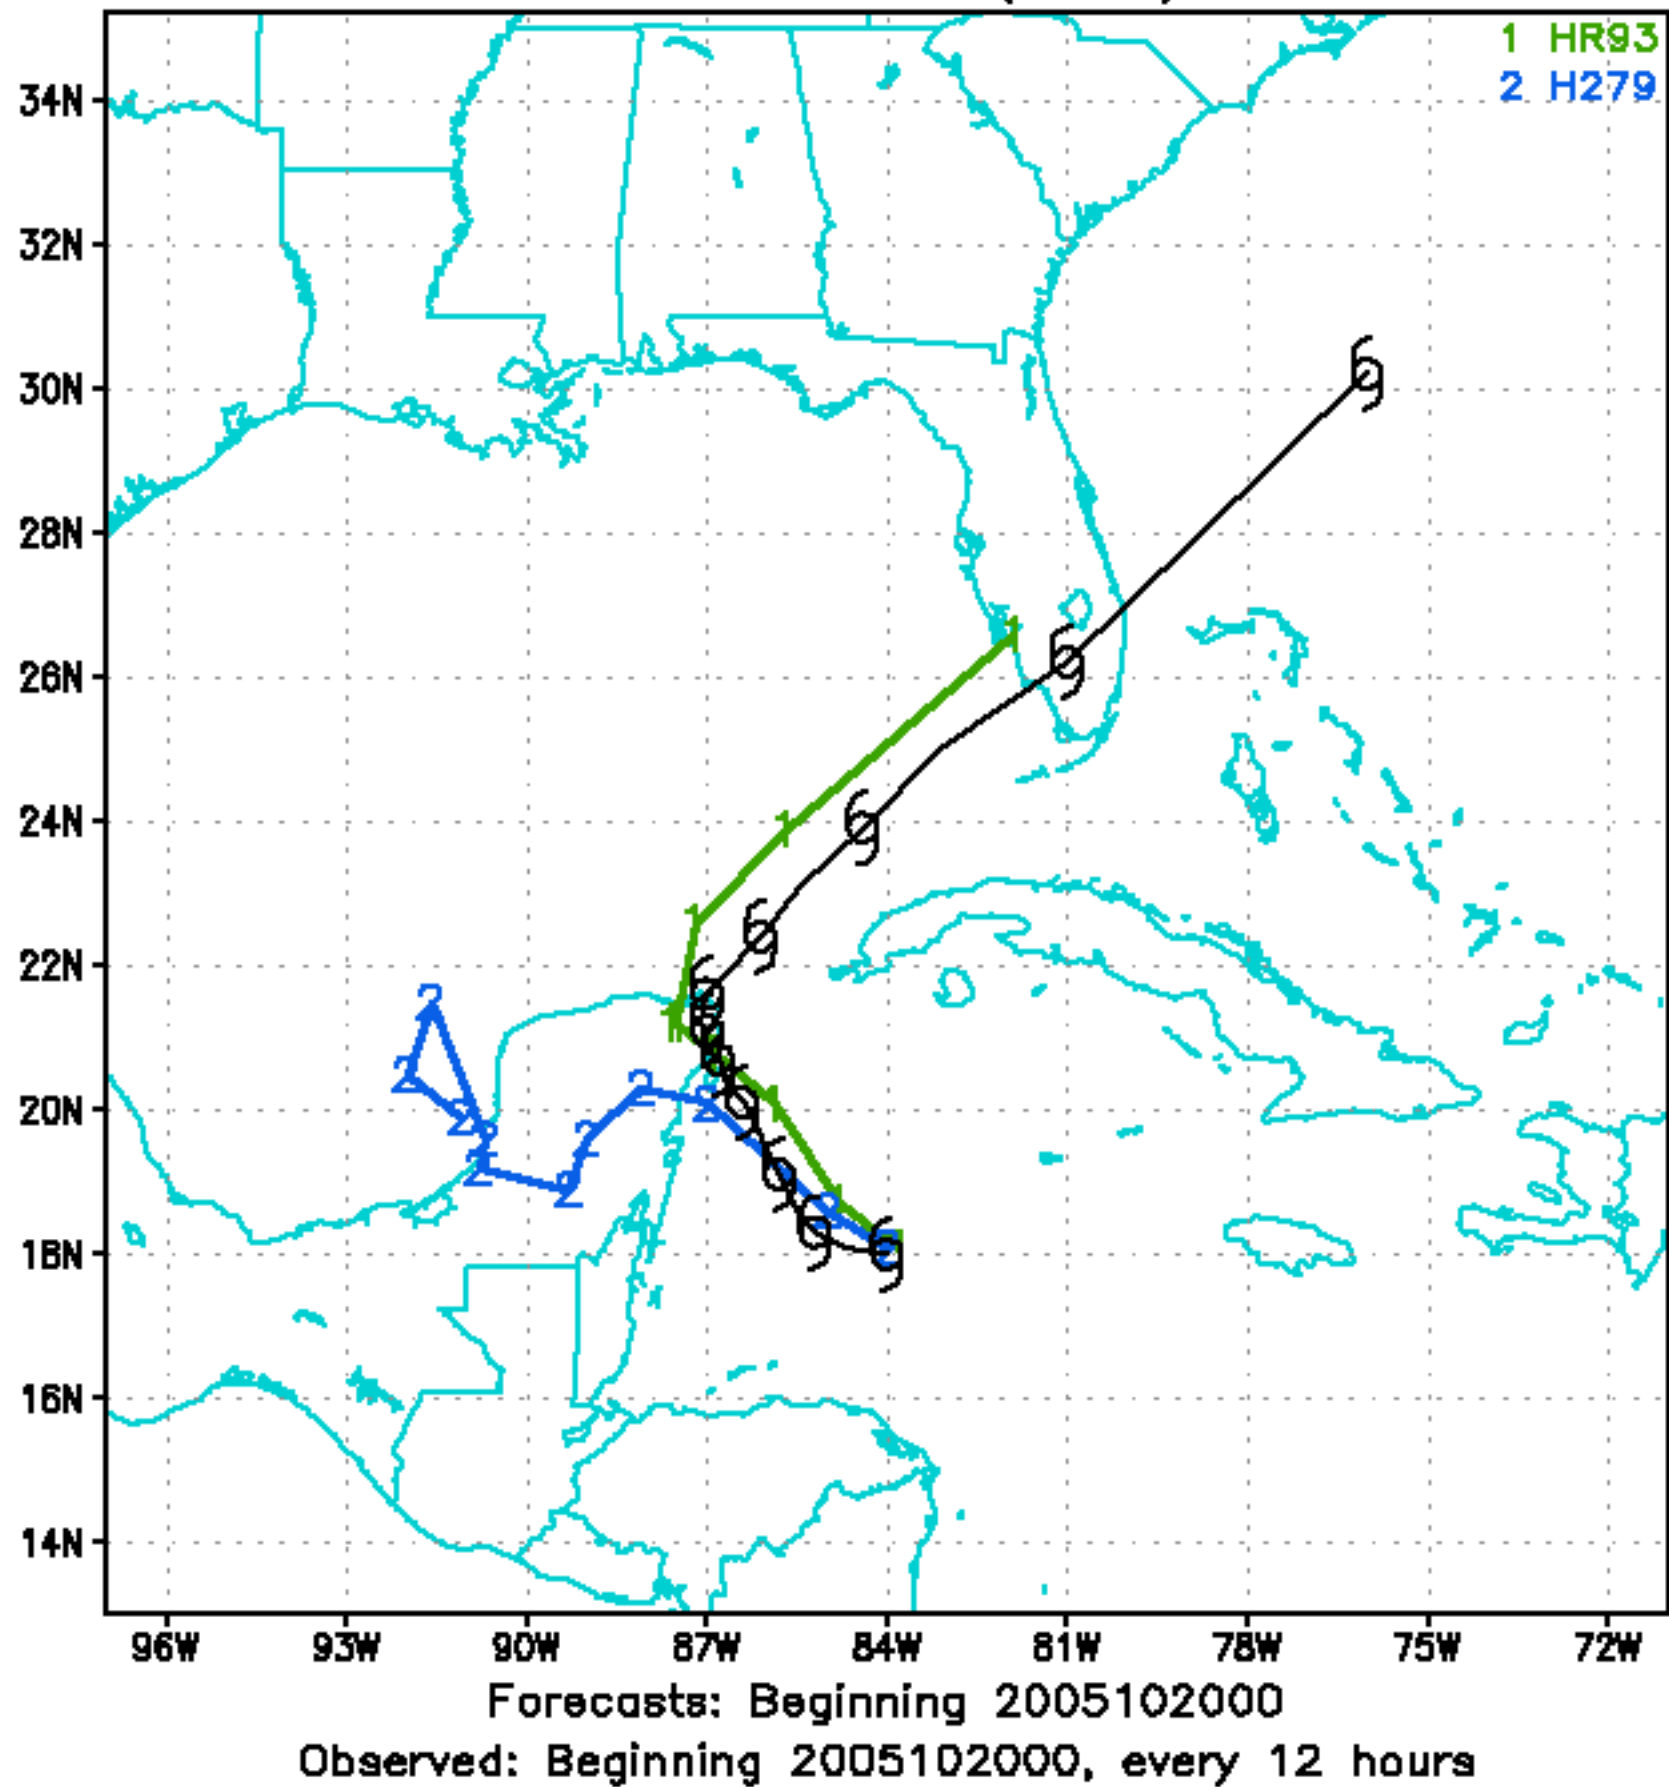 1 HR93
2 H279
34N
32N
30N
28N
26N
24N
22N
20N
18N
16N
14N
96W 93W 90W 87W 84W 81W 78W 75W 72W
Forecasts: Beginning 2005102000
Observed: Beginning 2005102000, every 12 hours